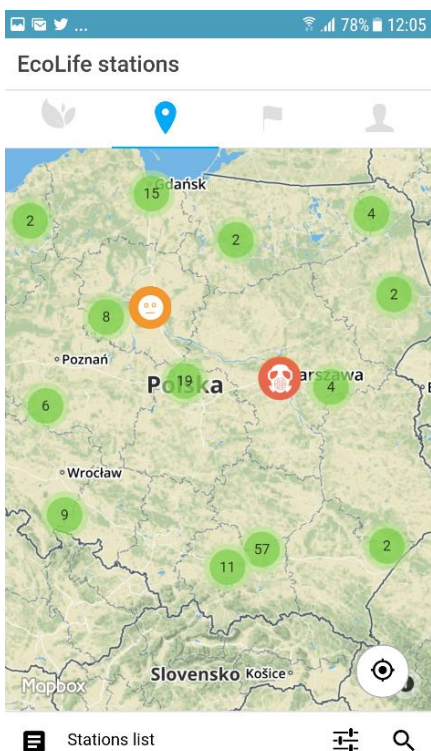 ... 78% 12:05
EcoLife stations
15
Gdańsk
2
4
2
2
8
Poznań
Polska
19
arszawa
4
6
Wrocław
9
57
2
11
Slovensko Košice
Mapbox
Stations list